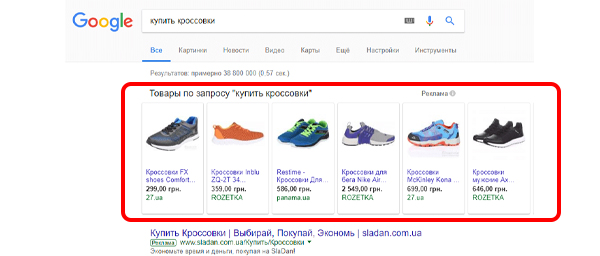 Google
купить кроссовки
Все Картинки Новости Видео Карты Ещё Настройки Инструменты
Результатов: примерно 38 800 000 (0.57 сек.)
Товары по запросу "купить кроссовки" Реклама
Кроссовки FX shoes Comfort...
299,00 грн.
27.ua
Кроссовки Inblu ZQ-2T 34...
359,00 грн.
ROZETKA
Restime - Кроссовки Для...
586,00 грн.
panama.ua
Кроссовки для бега Nike Air...
2 549,00 грн.
ROZETKA
Кроссовки McKinley Kona ...
699,00 грн.
27.ua
Кроссовки мужские Ax...
646,00 грн.
ROZETKA
Купить Кроссовки | Выбирай, Покупай, Экономь | sladan.com.ua
Реклама www.sladan.com.ua/Купить/Кроссовки
Экономьте время и деньги, покупая на SlaDan!